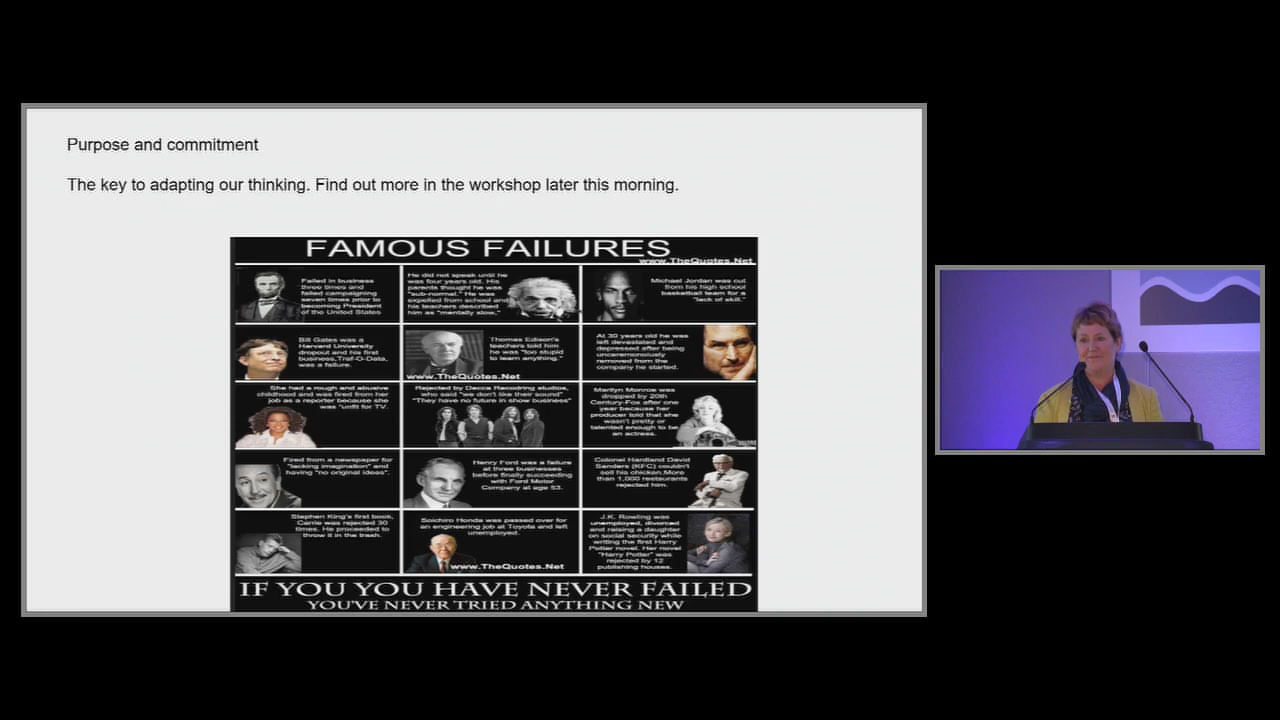 Purpose and commitment
The key to adapting our thinking. Find out more in the workshop later this morning.
FAMOUS FAILURES
www.TheQuotes.Net
Failed in business
three times and
failed campaigning
seven times prior to
becoming President
of the United States
He did not speak until he
was four years old. His
parents thought he was
"sub-normal." He was
expelled from school and
his teachers described
him as "mentally slow,"
Michael Jordan was cut
from his high school
basketball team for a
"lack of skill."
Bill Gates was a
Harvard University
dropout and his first
business,Traf-O-Data,
was a failure.
Thomas Edison's
teachers told him
he was "too stupid
to learn anything."
www.TheQuotes.Net
At 30 years old he was
left devastated and
depressed after being
unceremoniously
removed from the
company he started.
She had a rough and abusive
childhood and was fired from her
job as a reporter because she
was "unfit for TV.
Rejected by Decca Recodring studios,
who said "we don't like their sound"
"They have no future in show business"
Marilyn Monroe was
dropped by 20th
Century-Fox after one
year because her
producer told that she
wasn't pretty or
talented enough to be
an actress.
Fired from a newspaper for
"lacking imagination" and
having "no original ideas".
Henry Ford was a failure
at three businesses
before finally succeeding
with Ford Motor
Company at age 53.
Colonel Hardland David
Sanders (KFC) couldn't
sell his chicken.More
than 1,000 restaurants
rejected him.
Stephen King's first book,
Carrie was rejected 30
times. He proceeded to
throw it in the trash.
Soichiro Honda was passed over for
an engineering job at Toyota and left
unemployed.
www.TheQuotes.Net
J.K. Rowling was
unemployed, divorced
and raising a daughter
on social security while
writing the first Harry
Potter novel. Her novel
"Harry Potter" was
rejected by 12
publishing houses.
IF YOU YOU HAVE NEVER FAILED
YOU'VE NEVER TRIED ANYTHING NEW